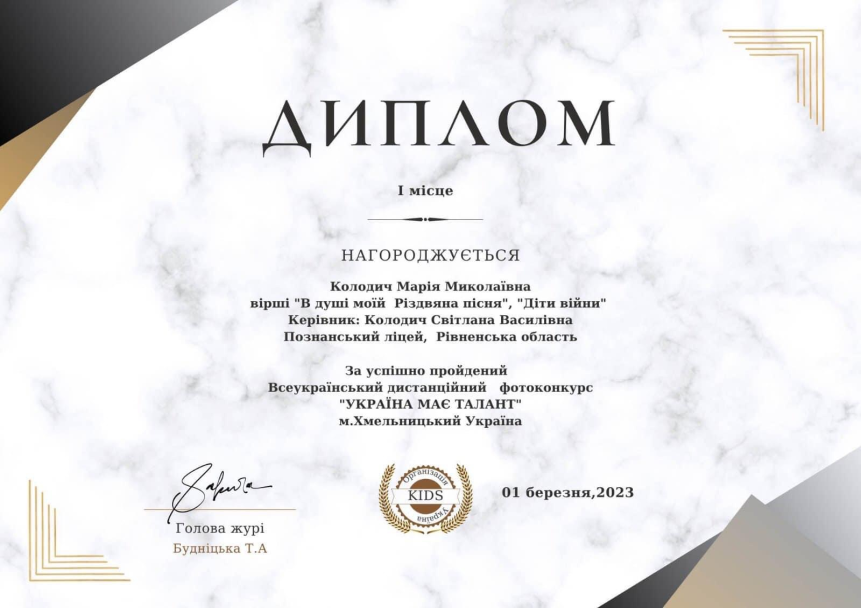 ДИПЛОМ
I місце
НАГОРОДЖУЄТЬСЯ
Колодич Марія Миколаївна
вірші "В душі моїй Різдвяна пісня", "Діти війни"
Керівник: Колодич Світлана Василівна
Познанський ліцей, Рівненська область
За успішно пройдений
Всеукраїнський дистанційний фотоконкурс
"УКРАЇНА МАЄ ТАЛАНТ"
м.Хмельницький Україна
Організація
KIDS
Україна
01 березня,2023
Голова журі
Будніцька Т.А